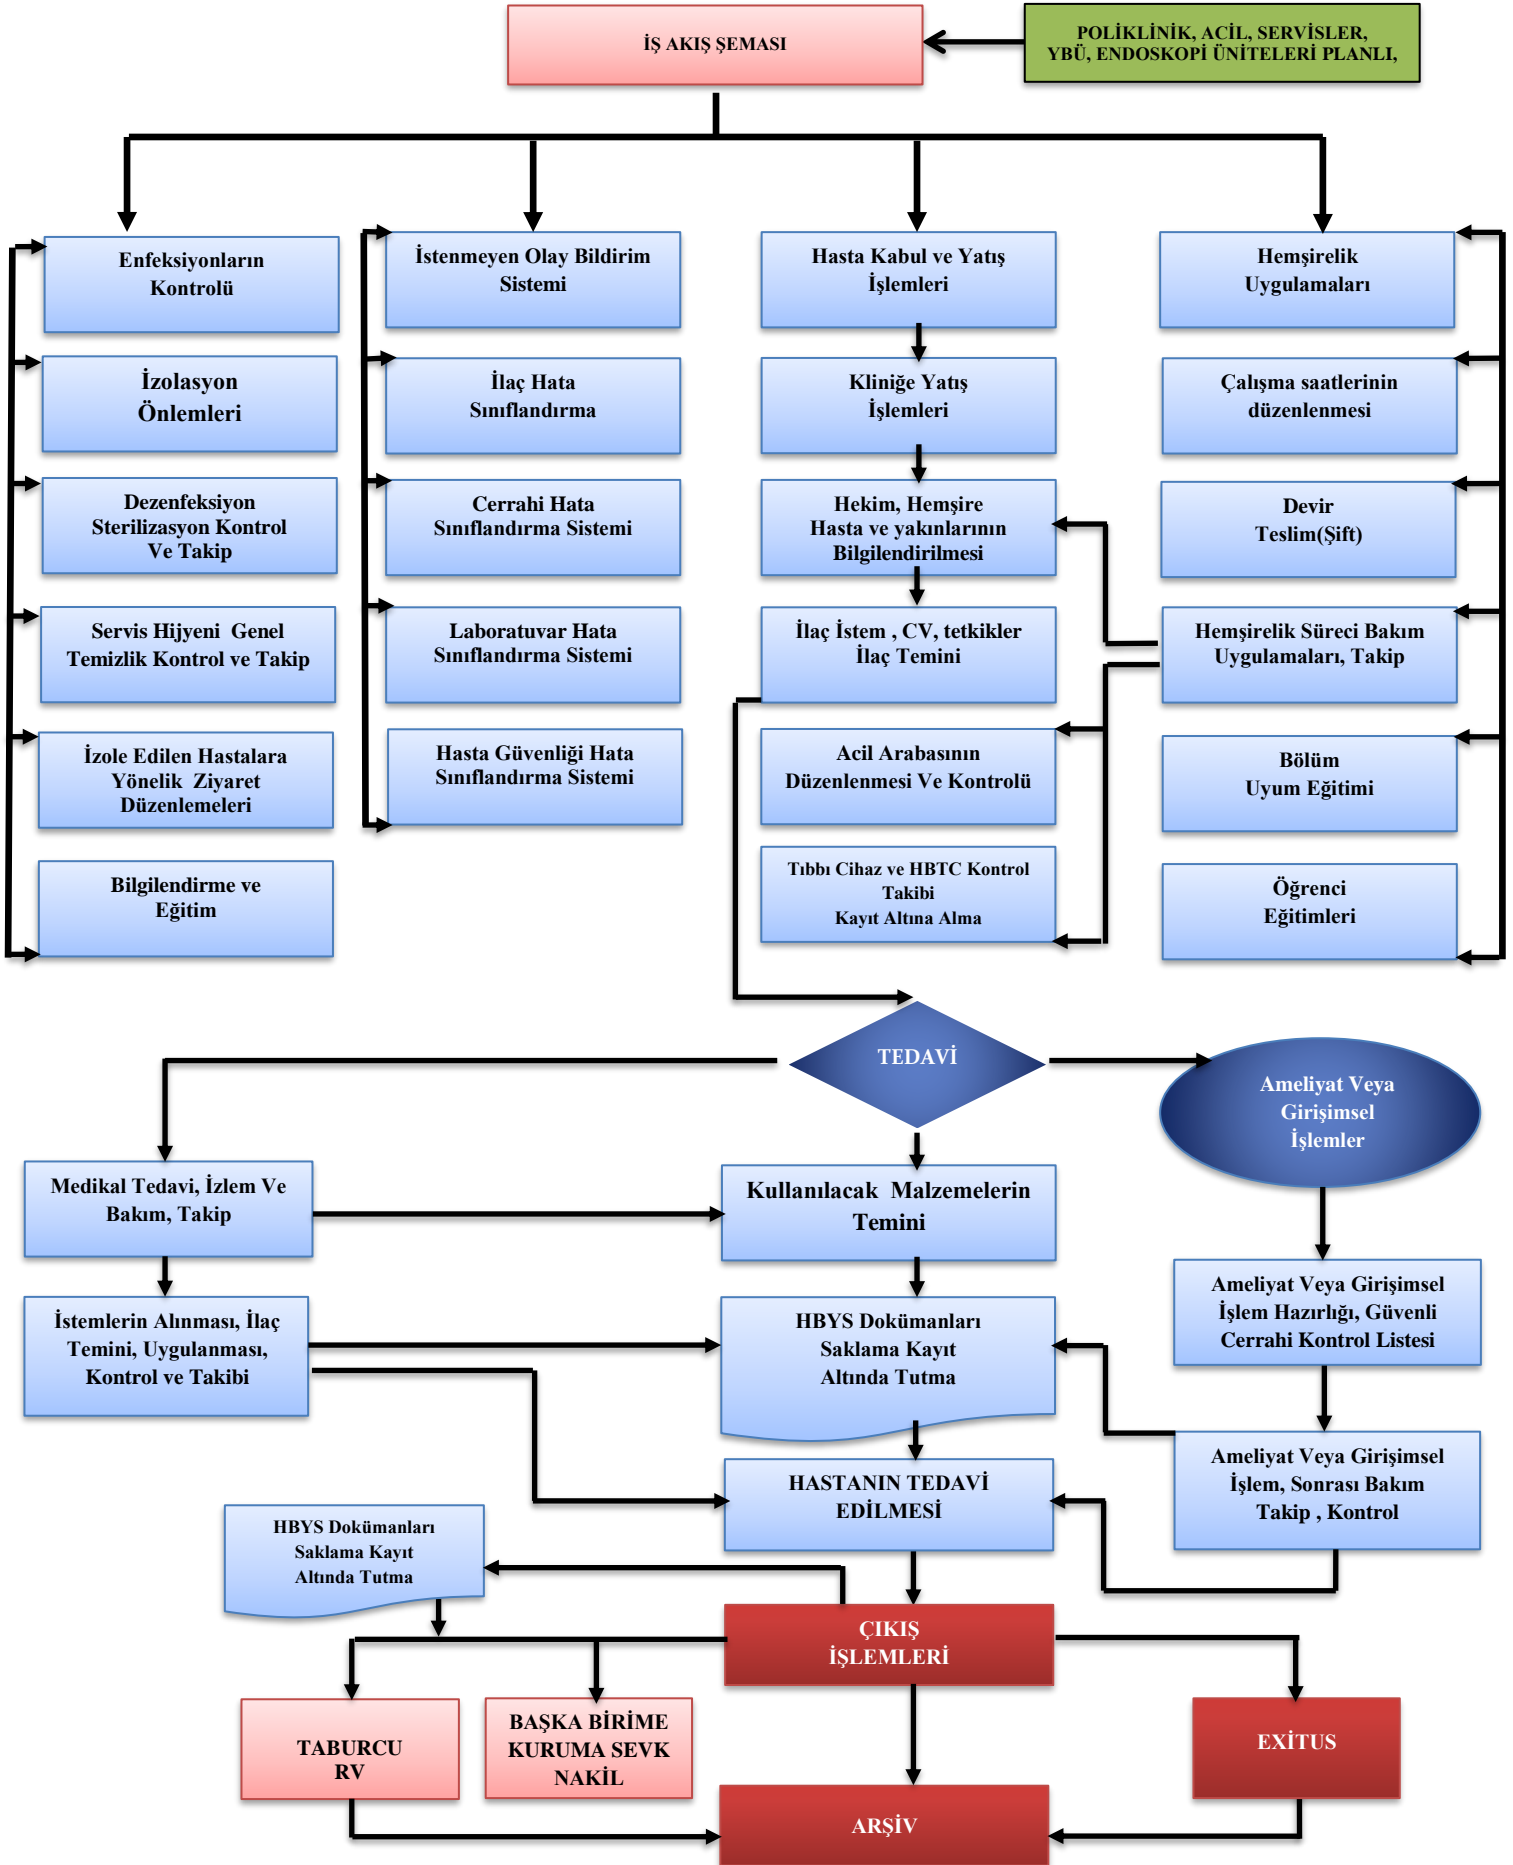 İŞ AKIŞ ŞEMASI
POLİKLİNİK, ACİL, SERVİSLER,
YBÜ, ENDOSKOPİ ÜNİTELERİ PLANLI,
Enfeksiyonların
Kontrolü
İzolasyon
Önlemleri
Dezenfeksiyon
Sterilizasyon Kontrol
Ve Takip
Servis Hijyeni  Genel
Temizlik Kontrol ve Takip
İzole Edilen Hastalara
Yönelik  Ziyaret
Düzenlemeleri
Bilgilendirme ve
Eğitim
İstenmeyen Olay Bildirim
Sistemi
İlaç Hata
Sınıflandırma
Cerrahi Hata
Sınıflandırma Sistemi
Laboratuvar Hata
Sınıflandırma Sistemi
Hasta Güvenliği Hata
Sınıflandırma Sistemi
Hasta Kabul ve Yatış
İşlemleri
Kliniğe Yatış
İşlemleri
Hekim, Hemşire
Hasta ve yakınlarının
Bilgilendirilmesi
İlaç İstem , CV, tetkikler
İlaç Temini
Acil Arabasının
Düzenlenmesi Ve Kontrolü
Tıbbı Cihaz ve HBTC Kontrol
Takibi
Kayıt Altına Alma
Hemşirelik
Uygulamaları
Çalışma saatlerinin
düzenlenmesi
Devir
Teslim(Şift)
Hemşirelik Süreci Bakım
Uygulamaları, Takip
Bölüm
Uyum Eğitimi
Öğrenci
Eğitimleri
TEDAVİ
Ameliyat Veya
Girişimsel
İşlemler
Medikal Tedavi, İzlem Ve
Bakım, Takip
Kullanılacak  Malzemelerin
Temini
Ameliyat Veya Girişimsel
İşlem Hazırlığı, Güvenli
Cerrahi Kontrol Listesi
İstemlerin Alınması, İlaç
Temini, Uygulanması,
Kontrol ve Takibi
HBYS Dokümanları
Saklama Kayıt
Altında Tutma
Ameliyat Veya Girişimsel
İşlem, Sonrası Bakım
Takip , Kontrol
HASTANIN TEDAVİ
EDİLMESİ
HBYS Dokümanları
Saklama Kayıt
Altında Tutma
ÇIKIŞ
İŞLEMLERİ
TABURCU
RV
BAŞKA BİRİME
KURUMA SEVK
NAKİL
EXİTUS
ARŞİV